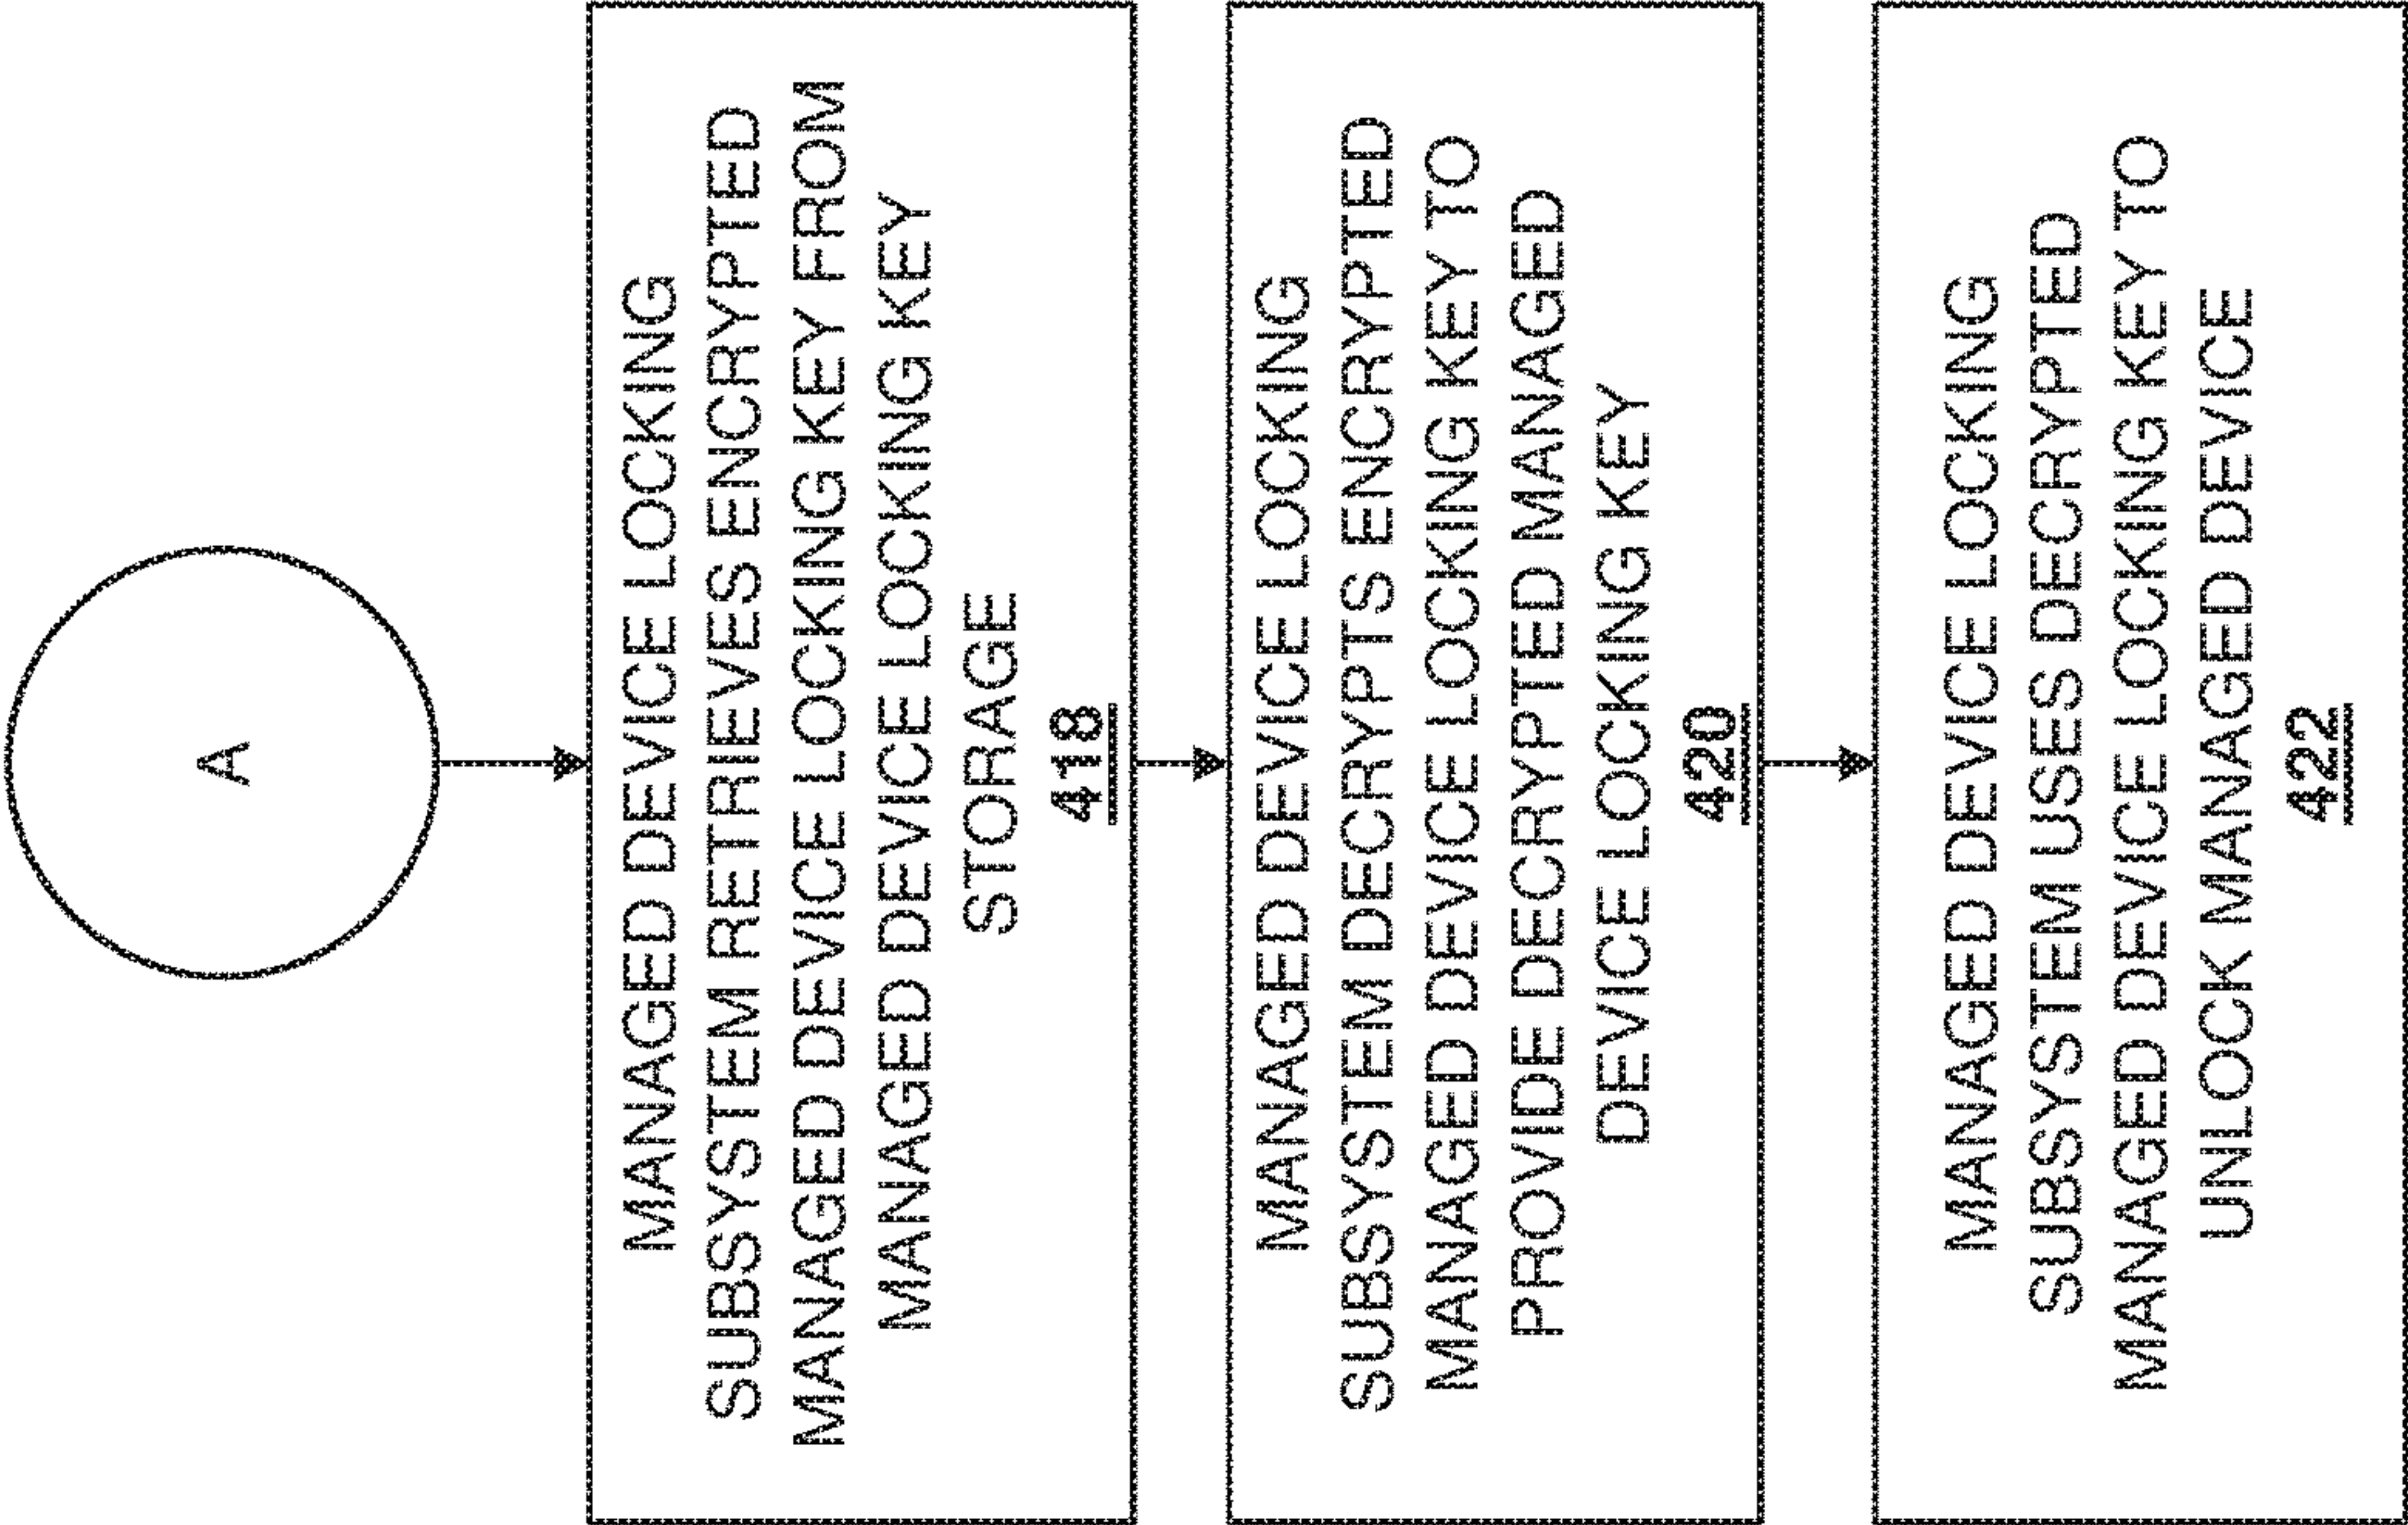 A
MANAGED DEVICE LOCKING
SUBSYSTEM RETRIEVES ENCRYPTED
MANAGED DEVICE LOCKING KEY FROM
MANAGED DEVICE LOCKING KEY
STORAGE
418
MANAGED DEVICE LOCKING
SUBSYSTEM DECRYPTS ENCRYPTED
MANAGED DEVICE LOCKING KEY TO
PROVIDE DECRYPTED MANAGED
DEVICE LOCKING KEY
420
MANAGED DEVICE LOCKING
SUBSYSTEM USES DECRYPTED
MANAGED DEVICE LOCKING KEY TO
UNLOCK MANAGED DEVICE
422